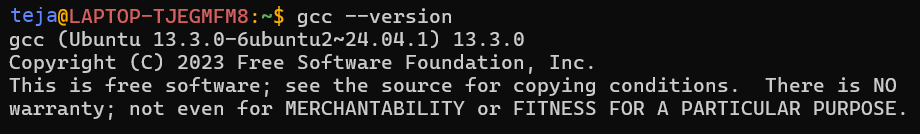 teja@LAPTOP-TJEGMFM8:~$ gcc --version
gcc (Ubuntu 13.3.0-6ubuntu2~24.04.1) 13.3.0
Copyright (C) 2023 Free Software Foundation, Inc.
This is free software; see the source for copying conditions.  There is NO
warranty; not even for MERCHANTABILITY or FITNESS FOR A PARTICULAR PURPOSE.